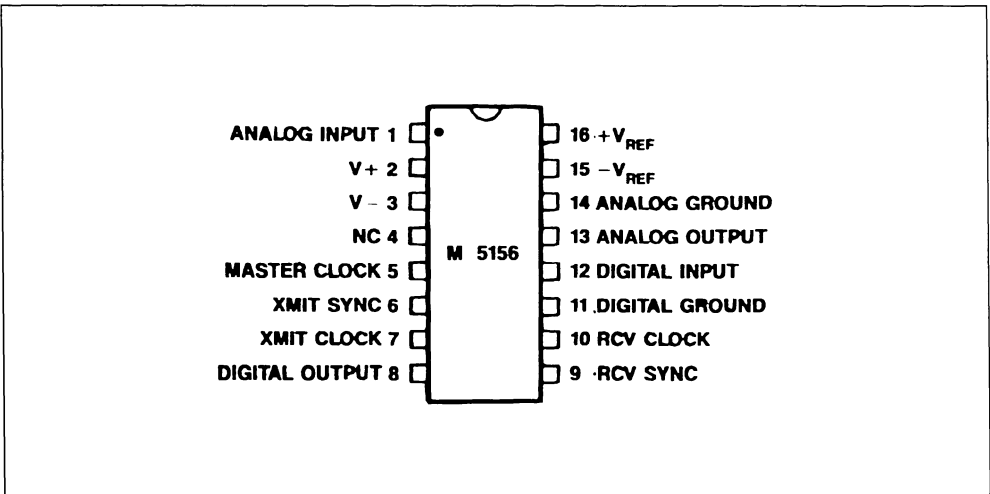 ANALOG INPUT 1
V+ 2
V- 3
NC 4
MASTER CLOCK 5
XMIT SYNC 6
XMIT CLOCK 7
DIGITAL OUTPUT 8
M 5156
16 +VREF
15 -VREF
14 ANALOG GROUND
13 ANALOG OUTPUT
12 DIGITAL INPUT
11 DIGITAL GROUND
10 RCV CLOCK
9 RCV SYNC